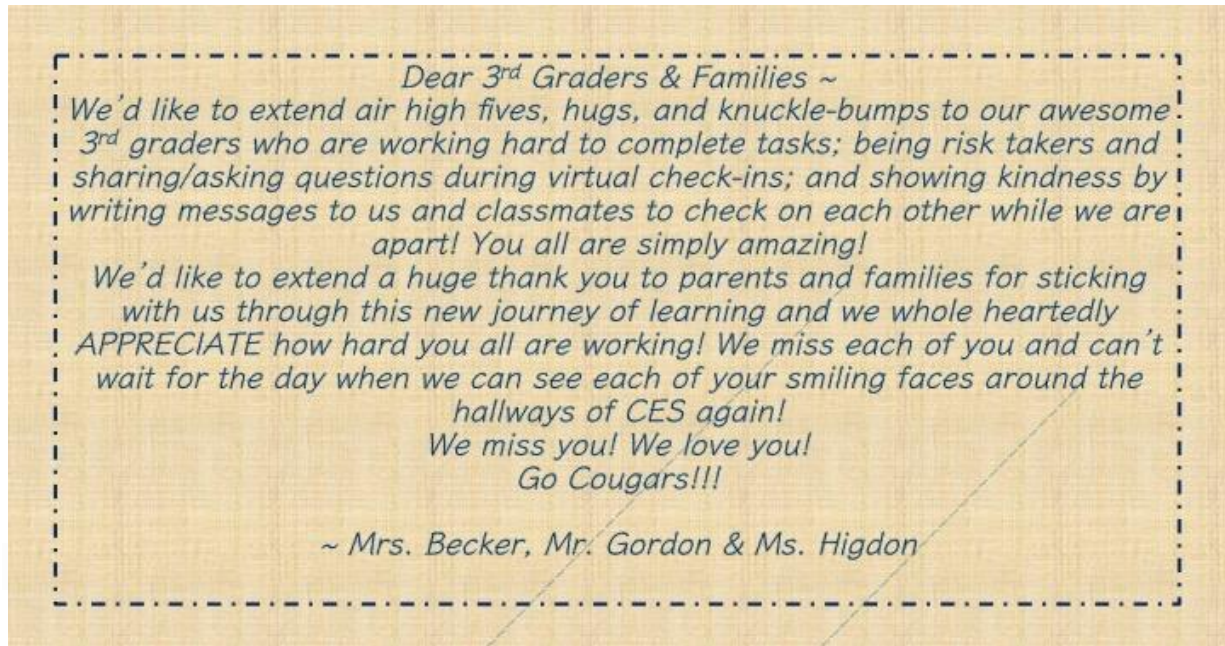 Dear 3rd Graders & Families ~
We'd like to extend air high fives, hugs, and knuckle-bumps to our awesome
3rd graders who are working hard to complete tasks; being risk takers and
sharing/asking questions during virtual check-ins; and showing kindness by
writing messages to us and classmates to check on each other while we are
apart! You all are simply amazing!
We'd like to extend a huge thank you to parents and families for sticking
with us through this new journey of learning and we whole heartedly
APPRECIATE how hard you all are working! We miss each of you and can't
wait for the day when we can see each of your smiling faces around the
hallways of CES again!
We miss you! We love you!
Go Cougars!!!
~ Mrs. Becker, Mr. Gordon & Ms. Higdon